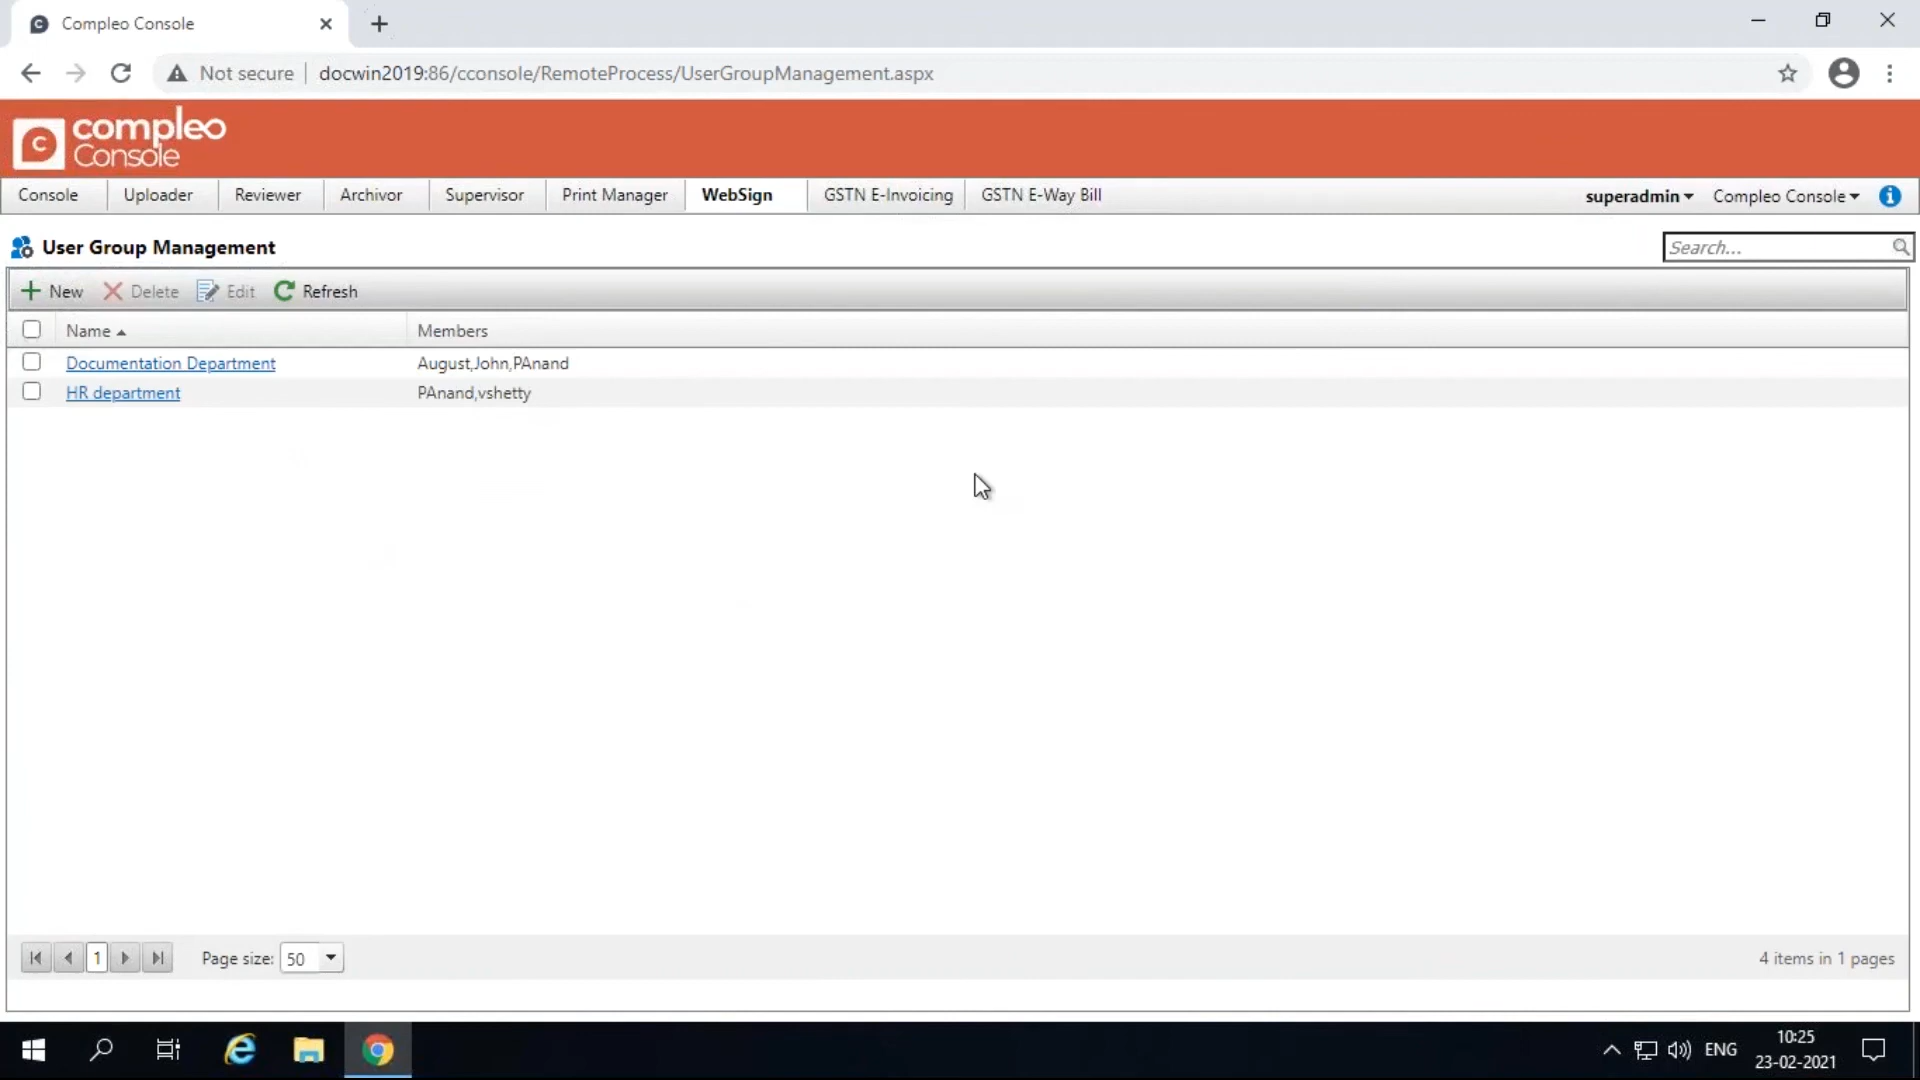 Compleo Console
Not secure docwin2019:86/cconsole/RemoteProcess/UserGroupManagement.aspx
C compleo
Console
Console Uploader Reviewer Archivor Supervisor Print Manager WebSign GSTN E-Invoicing GSTN E-Way Bill superadmin Compleo Console
User Group Management Search...
New Delete Edit Refresh
Name Members
Documentation Department August,John,PAnand
HR department PAnand,vshetty
1 Page size: 50 4 items in 1 pages
ENG 10:25
23-02-2021